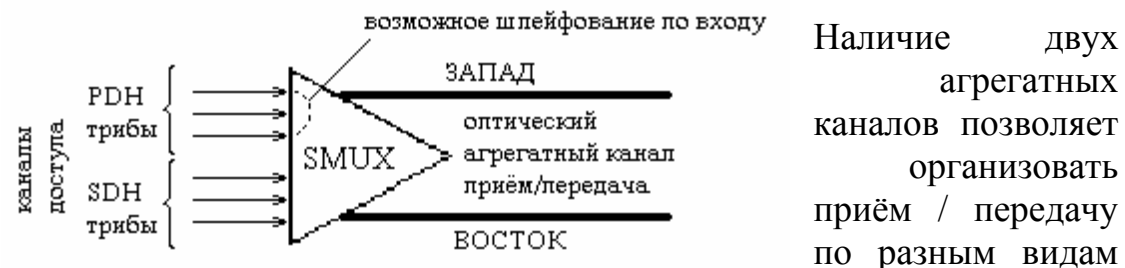 возможное шлейфование по входу
ЗАПАД
PDH
трибы
каналы
доступа
SDH
трибы
SMUX
оптический
агрегатный канал
приём/передача
ВОСТОК
Наличие двух
агрегатных
каналов позволяет
организовать
приём / передачу
по разным видам